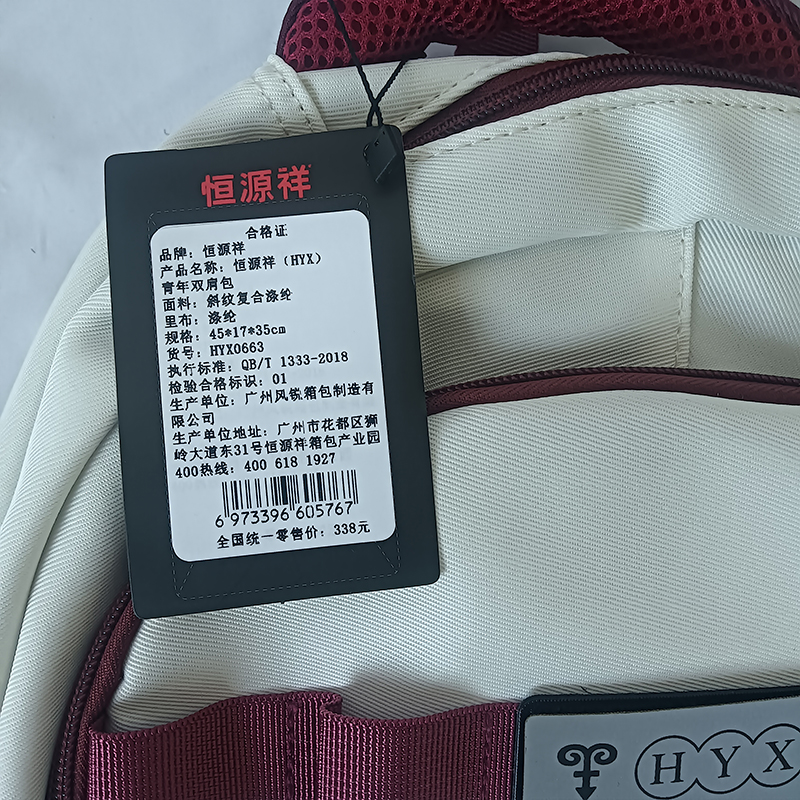 恒源祥
合格证
品牌：恒源祥
产品名称：恒源祥（HYX）
青年双肩包
面料：斜纹复合涤纶
里布：涤纶
规格：45*17*35cm
货号：HYX0663
执行标准：QB/T 1333-2018
检验合格标识：01
生产单位：广州风锐箱包制造有
限公司
生产单位地址：广州市花都区狮
岭大道东31号恒源祥箱包产业园
400热线：400 618 1927
6 973396 605767
全国统一零售价：338元
HYX